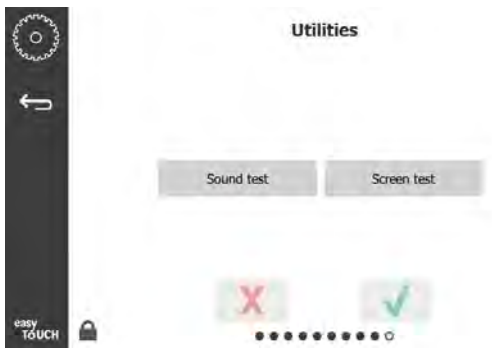 Utilities
Sound test Screen test
X
easy
TOUCH